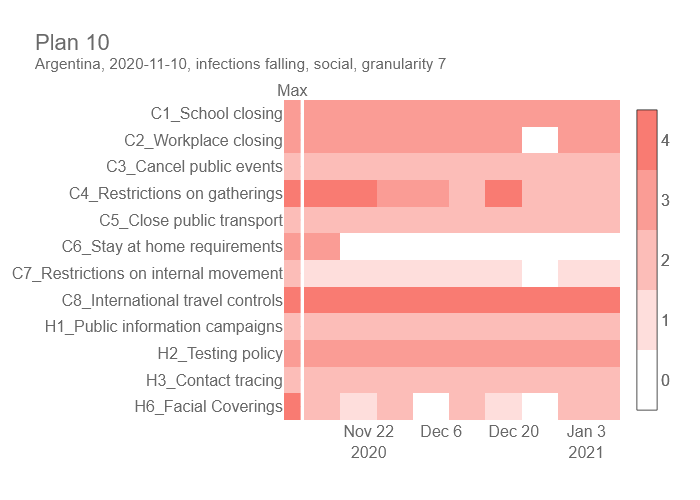 Plan 10
Argentina, 2020-11-10, infections falling, social, granularity 7
Max
C1_School closing
C2_Workplace closing
C3_Cancel public events
C4_Restrictions on gatherings
C5_Close public transport
C6_Stay at home requirements
C7_Restrictions on internal movement
C8_International travel controls
H1_Public information campaigns
H2_Testing policy
H3_Contact tracing
H6_Facial Coverings
4
3
2
1
0
Nov 22 Dec 6 Dec 20 Jan 3
2020 2021